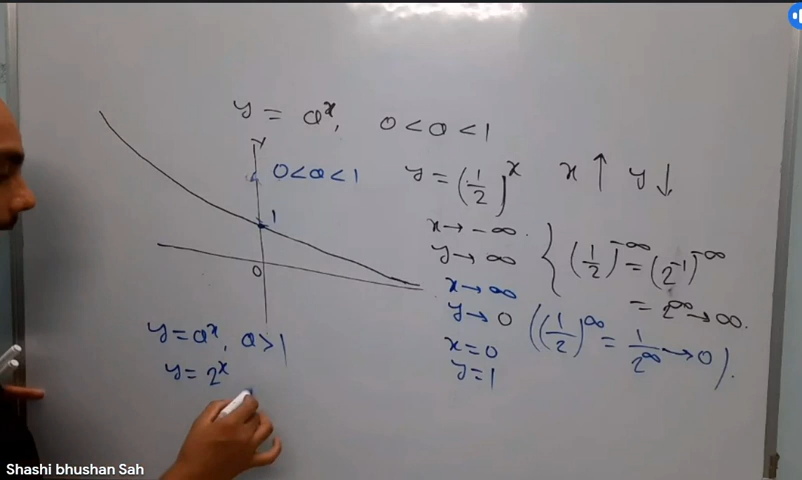 y = a^x, 0 < a < 1
Y
0 < a < 1
1
0
y = (1/2)^x x ↑ y ↓
x → -∞.
y → ∞ { (1/2)^-∞ = (2^-1)^-∞
= 2^∞ → ∞.
x → ∞
y → 0 ((1/2)^∞ = 1/2^∞ → 0).
x = 0
y = 1
y = a^x, a > 1
y = 2^x
Shashi bhushan Sah